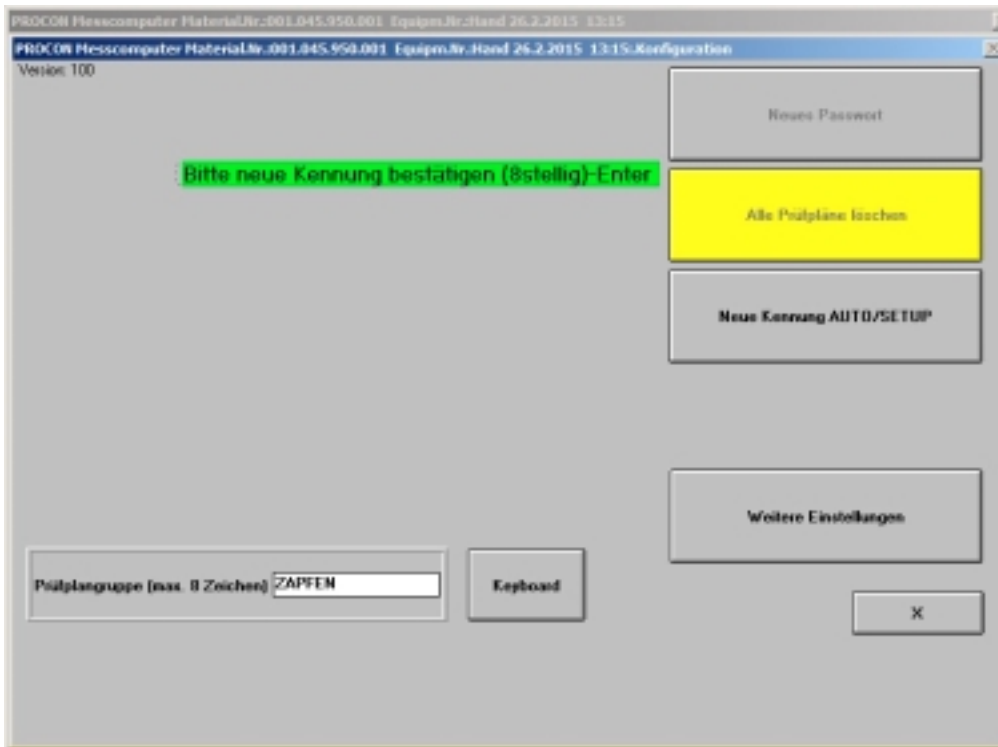 PROCON Messcomputer Material.Nr.:001.045.950.001 Equipm.Nr.:Hand 26.2.2015 13:15
PROCON Messcomputer Material.Nr.:001.045.950.001 Equipm.Nr.:Hand 26.2.2015 13:15:.Konfiguration
Version: 100
Neues Passwort
Bitte neue Kennung bestätigen (8stellig)-Enter
Alle Prüfpläne löschen
Neue Kennung AUTO/SETUP
Weitere Einstellungen
Prüfplangruppe (max. 8 Zeichen) ZAPFEN
Keyboard
X